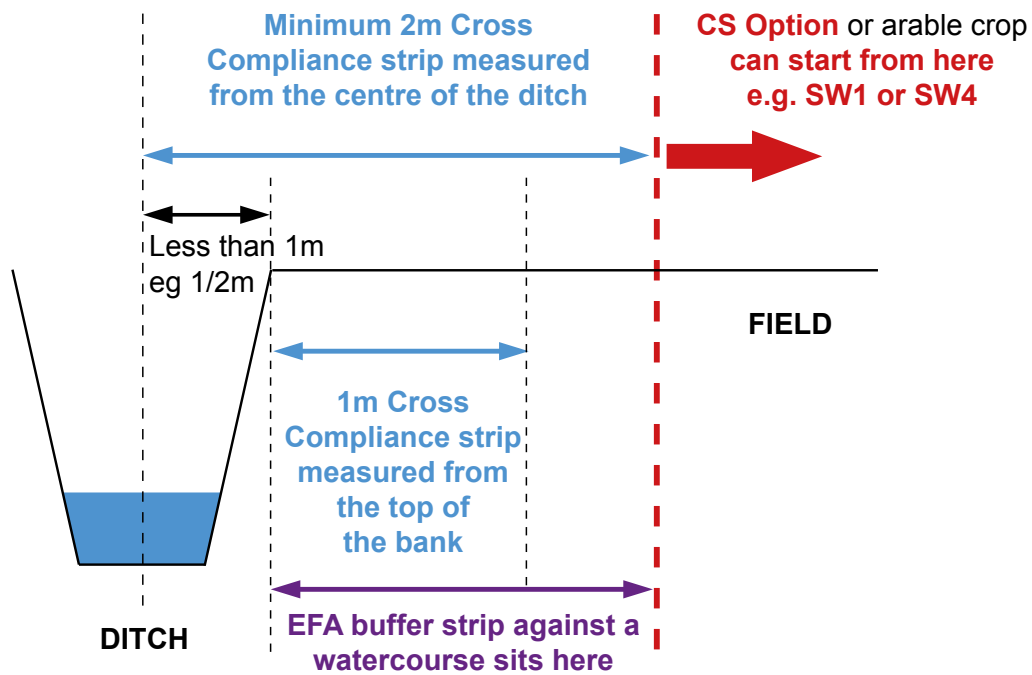 Minimum 2m Cross
Compliance strip measured
from the centre of the ditch
CS Option or arable crop
can start from here
e.g. SW1 or SW4
Less than 1m
eg 1/2m
FIELD
1m Cross
Compliance strip
measured from
the top of
the bank
DITCH
EFA buffer strip against a
watercourse sits here